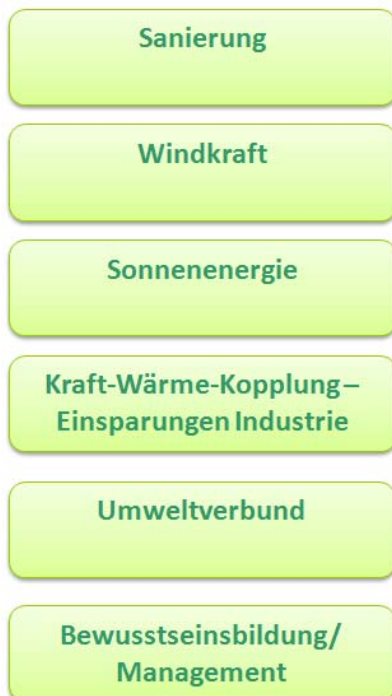 Sanierung
Windkraft
Sonnenenergie
Kraft-Wärme-Kopplung –
Einsparungen Industrie
Umweltverbund
Bewusstseinsbildung/
Management